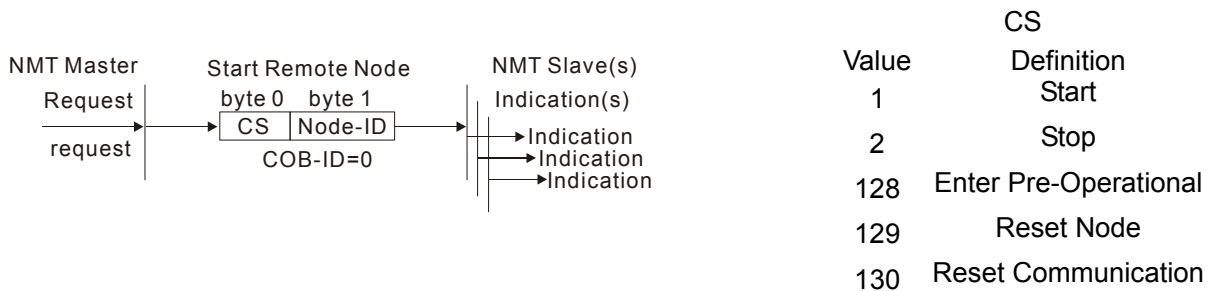 NMT Master
Request
request
Start Remote Node
byte 0 byte 1
CS Node-ID
COB-ID=0
NMT Slave(s)
Indication(s)
Indication
Indication
Indication
CS
Value Definition
1 Start
2 Stop
128 Enter Pre-Operational
129 Reset Node
130 Reset Communication